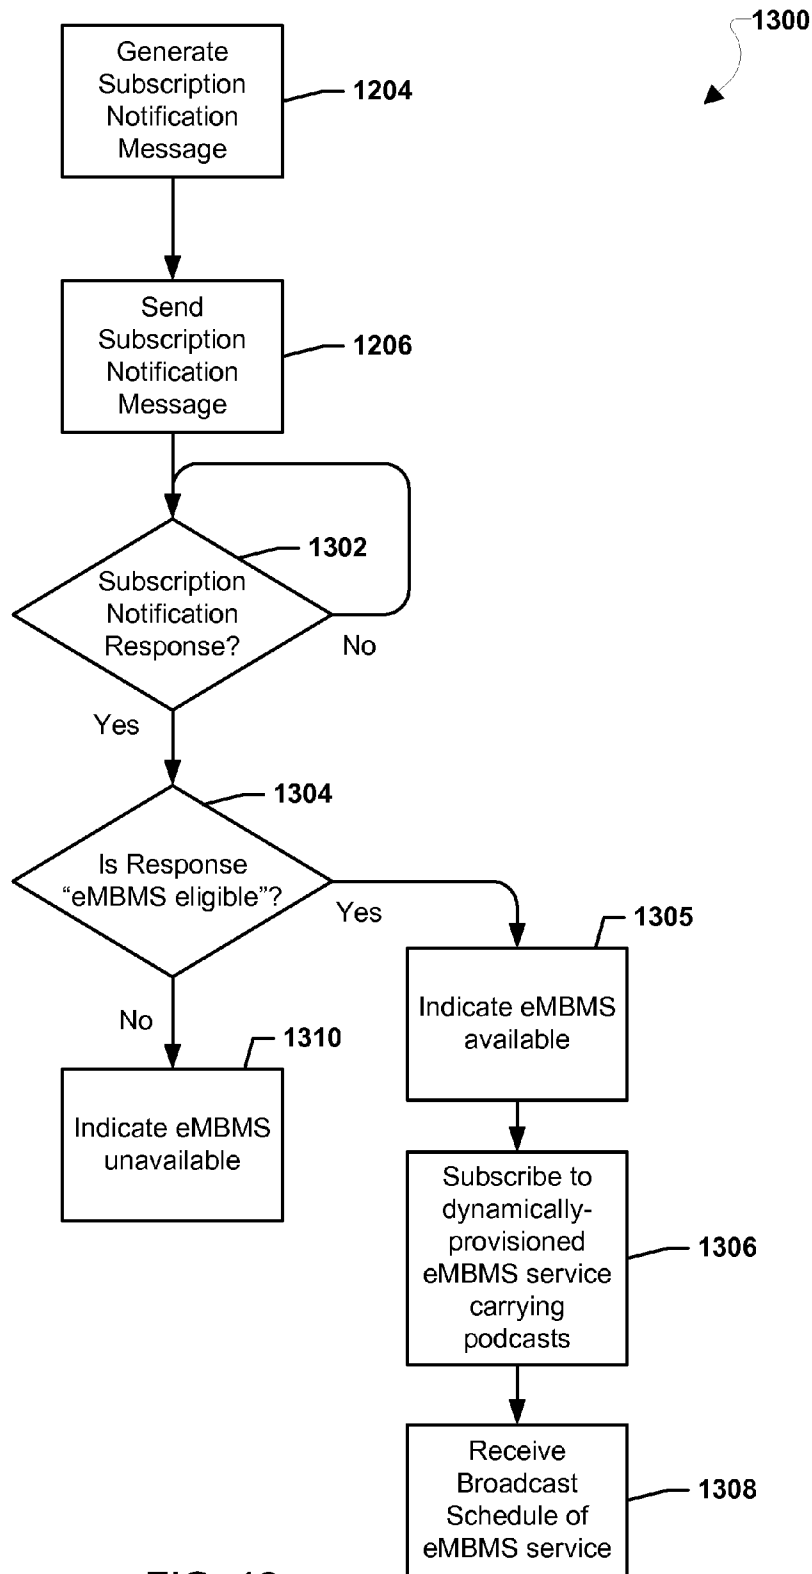 1300
Generate
Subscription
Notification
Message
1204
Send
Subscription
Notification
Message
1206
1302
Subscription
Notification
Response?
No
Yes
1304
Is Response
“eMBMS eligible”?
Yes
No
1305
Indicate eMBMS
available
1310
Indicate eMBMS
unavailable
Subscribe to
dynamically-
provisioned
eMBMS service
carrying
podcasts
1306
Receive
Broadcast
Schedule of
eMBMS service
1308